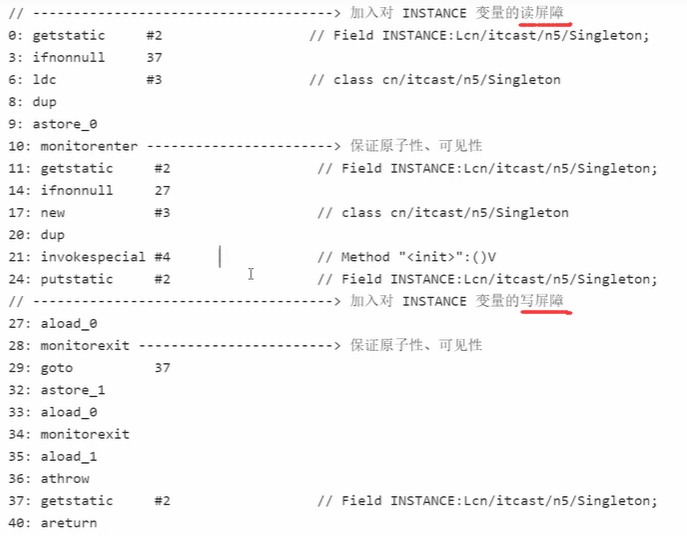 // -------------------------------------> 加入对 INSTANCE 变量的读屏障
0: getstatic #2 // Field INSTANCE:Lcn/itcast/n5/Singleton;
3: ifnonnull 37
6: ldc #3 // class cn/itcast/n5/Singleton
8: dup
9: astore_0
10: monitorenter -----------------------> 保证原子性、可见性
11: getstatic #2 // Field INSTANCE:Lcn/itcast/n5/Singleton;
14: ifnonnull 27
17: new #3 // class cn/itcast/n5/Singleton
20: dup
21: invokespecial #4 // Method "<init>":()V
24: putstatic #2 // Field INSTANCE:Lcn/itcast/n5/Singleton;
// -------------------------------------> 加入对 INSTANCE 变量的写屏障
27: aload_0
28: monitorexit ------------------------> 保证原子性、可见性
29: goto 37
32: astore_1
33: aload_0
34: monitorexit
35: aload_1
36: athrow
37: getstatic #2 // Field INSTANCE:Lcn/itcast/n5/Singleton;
40: areturn